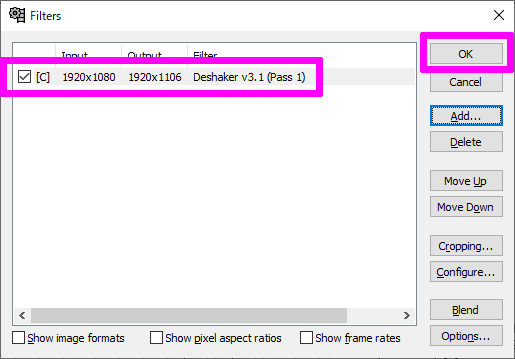 Filters
Input Output Filter
[C] 1920x1080 1920x1106 Deshaker v3.1 (Pass 1)
OK
Cancel
Add...
Delete
Move Up
Move Down
Cropping...
Configure...
Blend
Options...
Show image formats
Show pixel aspect ratios
Show frame rates